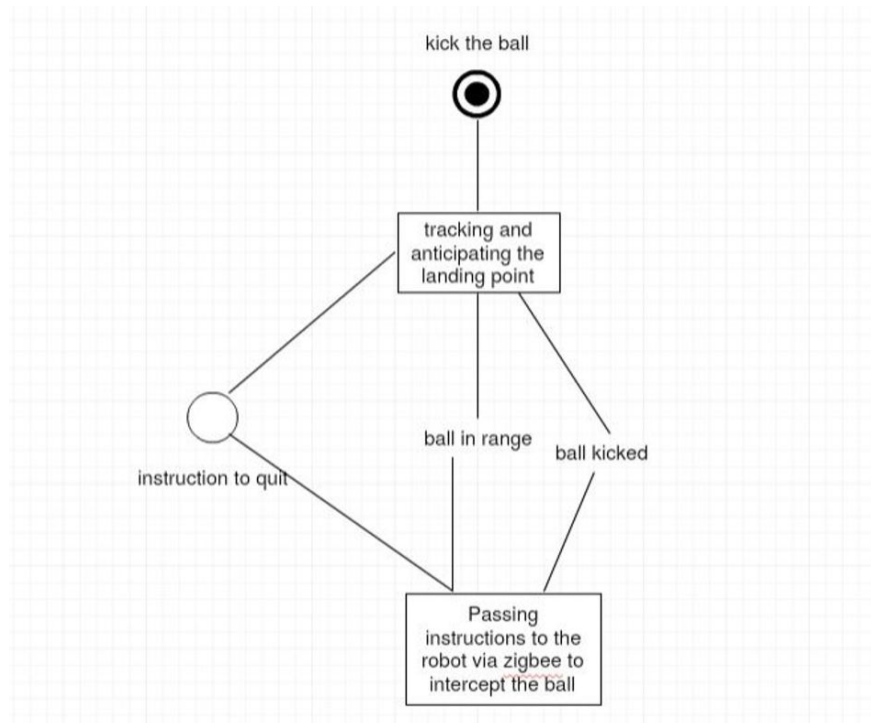 kick the ball
tracking and
anticipating the
landing point
ball in range
ball kicked
instruction to quit
Passing
instructions to the
robot via zigbee to
intercept the ball